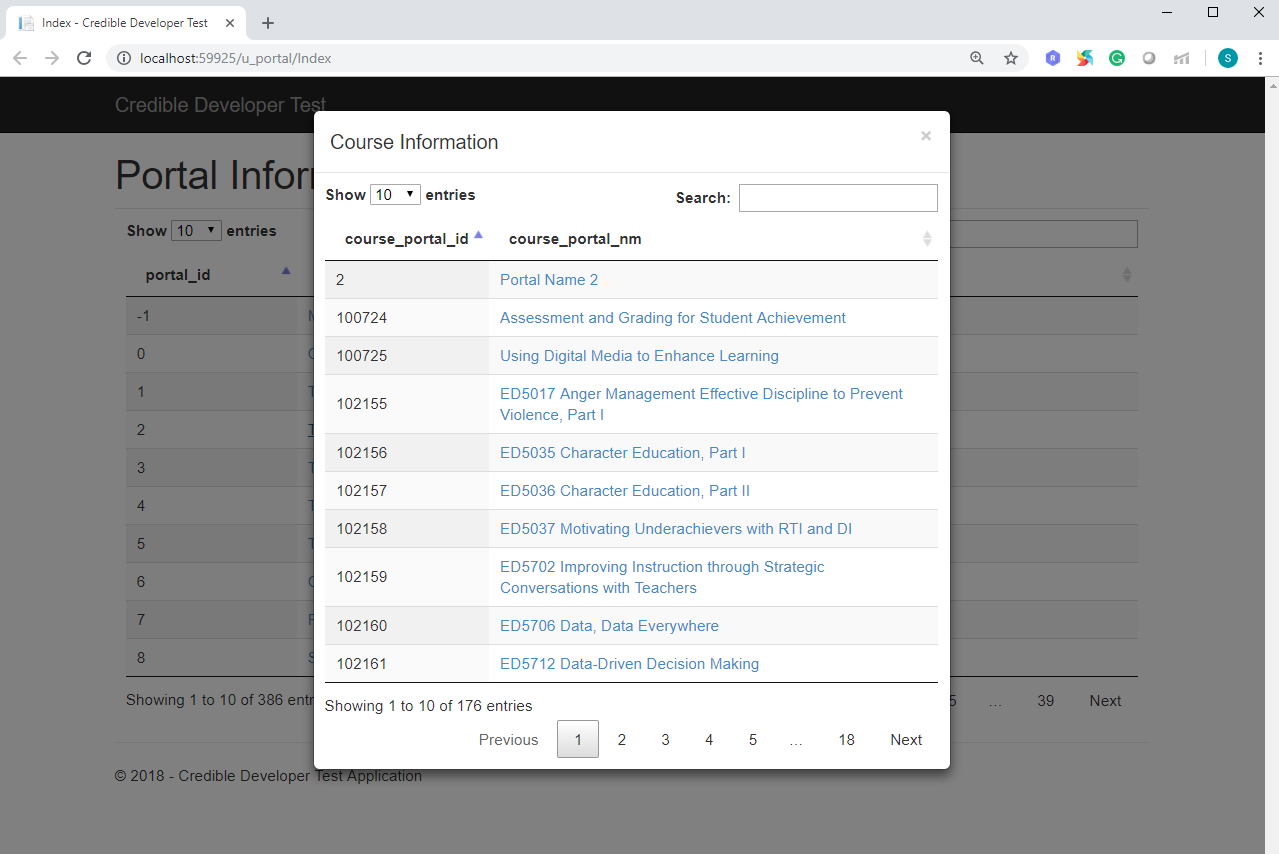 Index - Credible Developer Test
localhost:59925/u_portal/Index
S
Credible Developer Test
Portal Infor
Show 10 entries
portal_id
-1
0
1
2
3
4
5
6
7
8
Showing 1 to 10 of 386 entr
5 … 39 Next
© 2018 - Credible Developer Test Application
Course Information ×
Show 10 entries Search:
course_portal_id course_portal_nm
2 Portal Name 2
100724 Assessment and Grading for Student Achievement
100725 Using Digital Media to Enhance Learning
102155 ED5017 Anger Management Effective Discipline to Prevent
Violence, Part I
102156 ED5035 Character Education, Part I
102157 ED5036 Character Education, Part II
102158 ED5037 Motivating Underachievers with RTI and DI
102159 ED5702 Improving Instruction through Strategic
Conversations with Teachers
102160 ED5706 Data, Data Everywhere
102161 ED5712 Data-Driven Decision Making
Showing 1 to 10 of 176 entries
Previous 1 2 3 4 5 … 18 Next